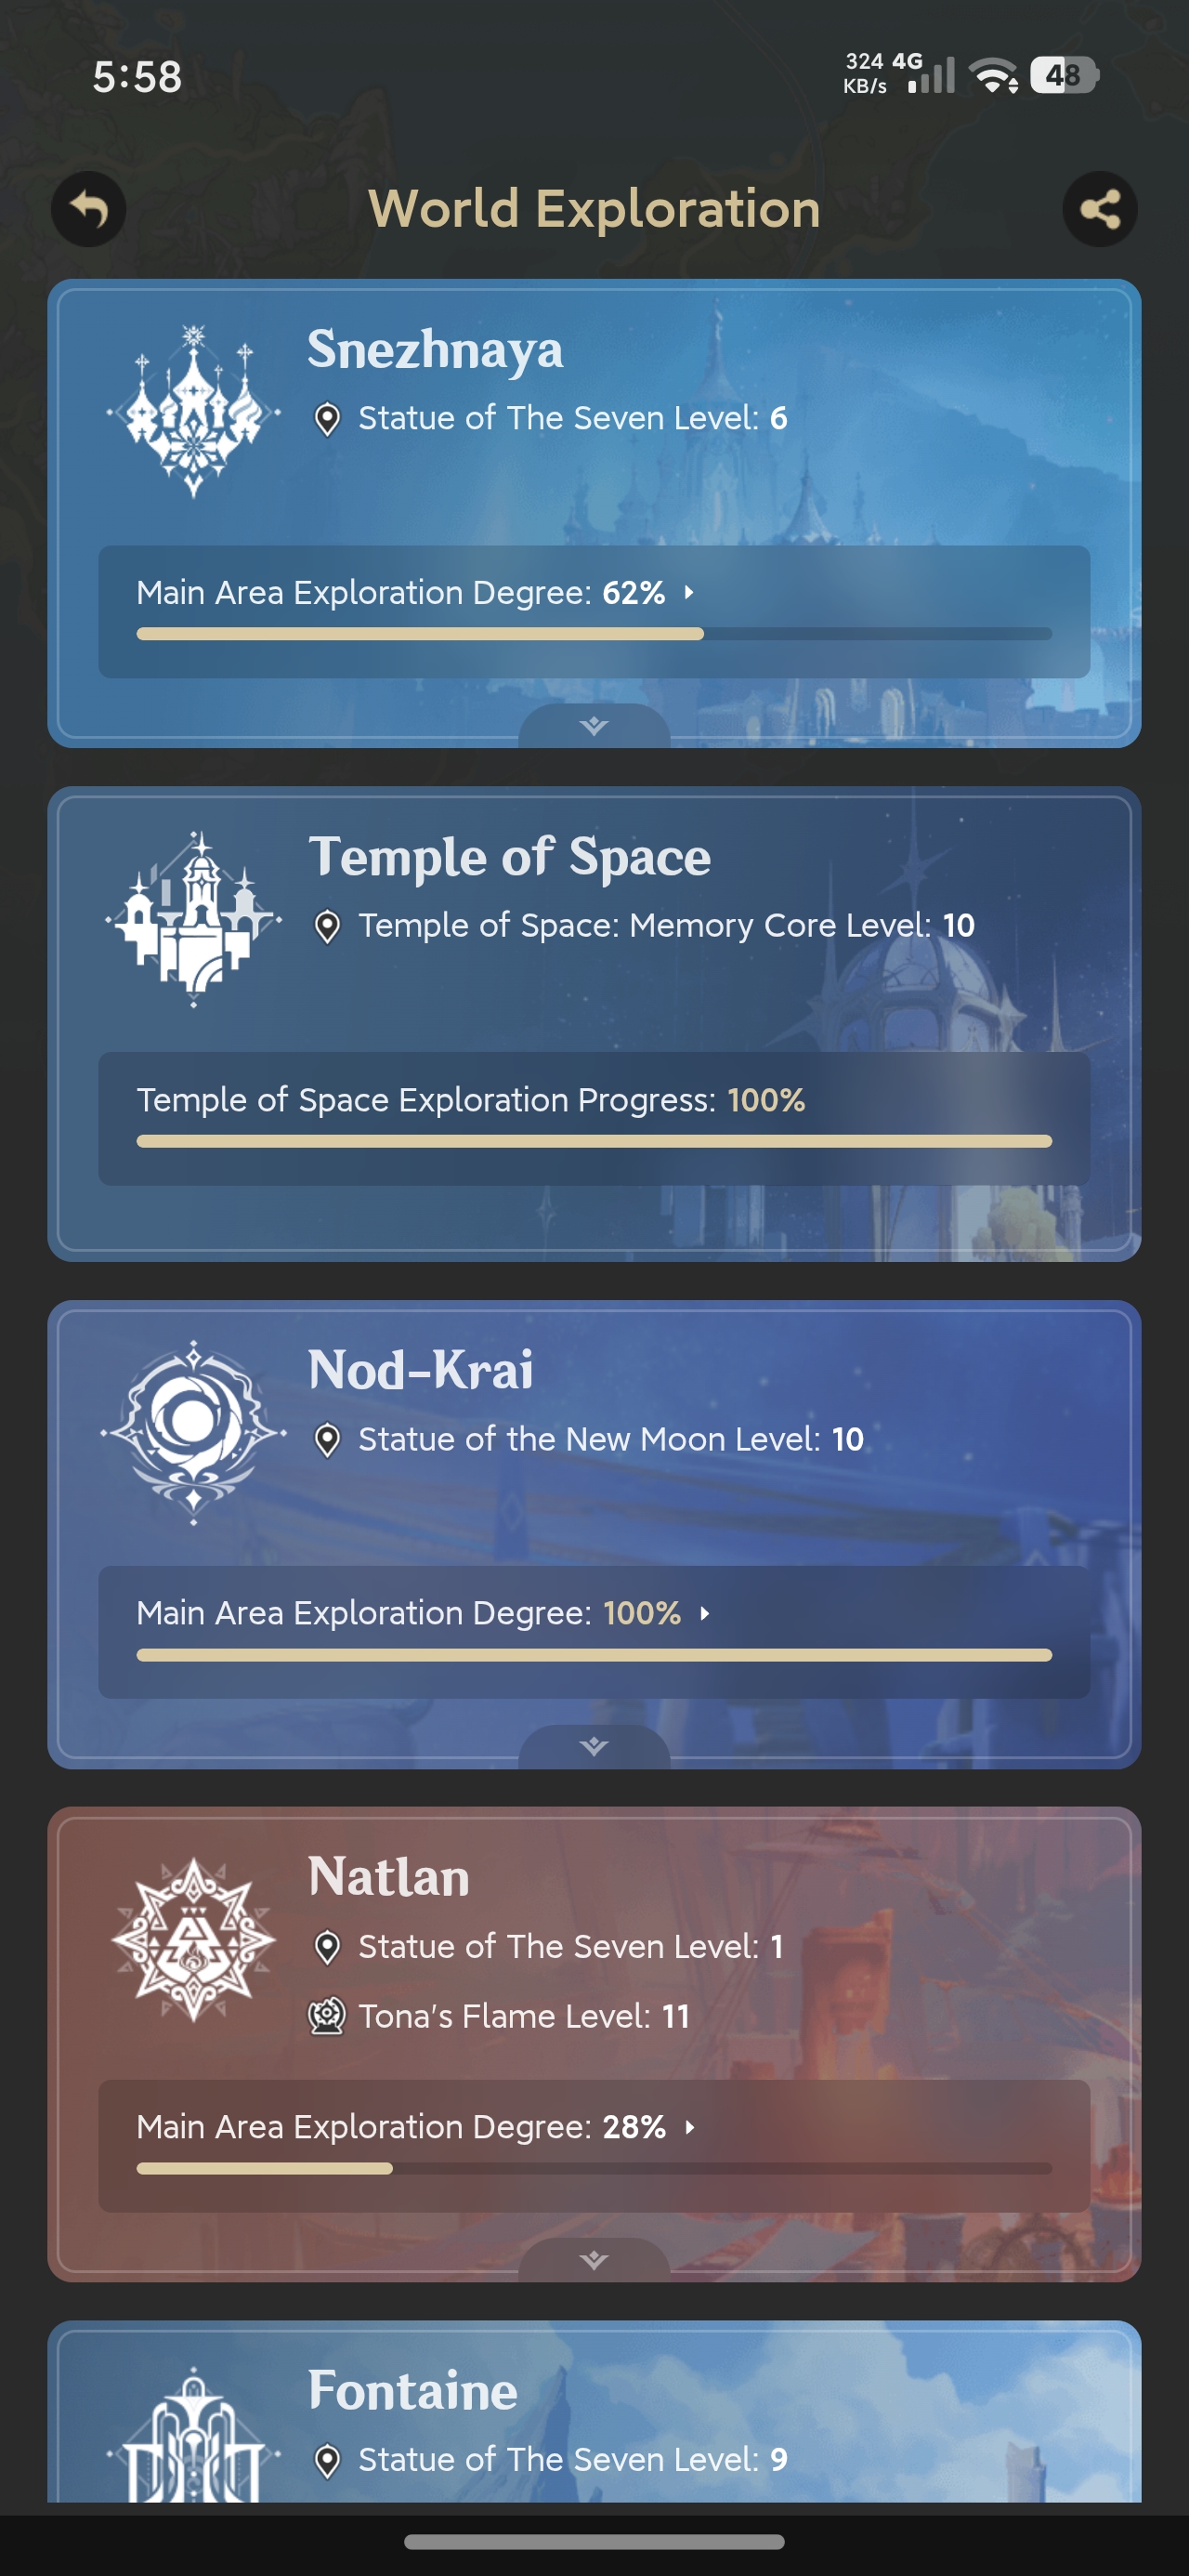 5:58
324 4G
KB/s
48
World Exploration
Snezhnaya
Statue of The Seven Level: 6
Main Area Exploration Degree: 62%
Temple of Space
Temple of Space: Memory Core Level: 10
Temple of Space Exploration Progress: 100%
Nod-Krai
Statue of the New Moon Level: 10
Main Area Exploration Degree: 100%
Natlan
Statue of The Seven Level: 1
Tona's Flame Level: 11
Main Area Exploration Degree: 28%
Fontaine
Statue of The Seven Level: 9